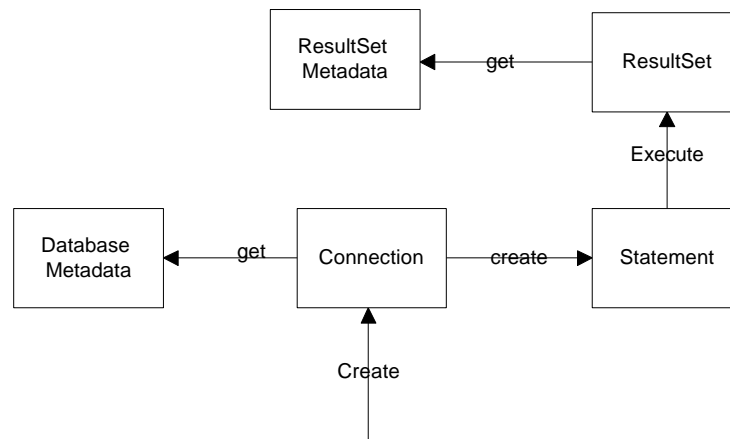 ResultSet
Metadata
get
ResultSet
Execute
Database
Metadata
get
Connection
create
Statement
Create